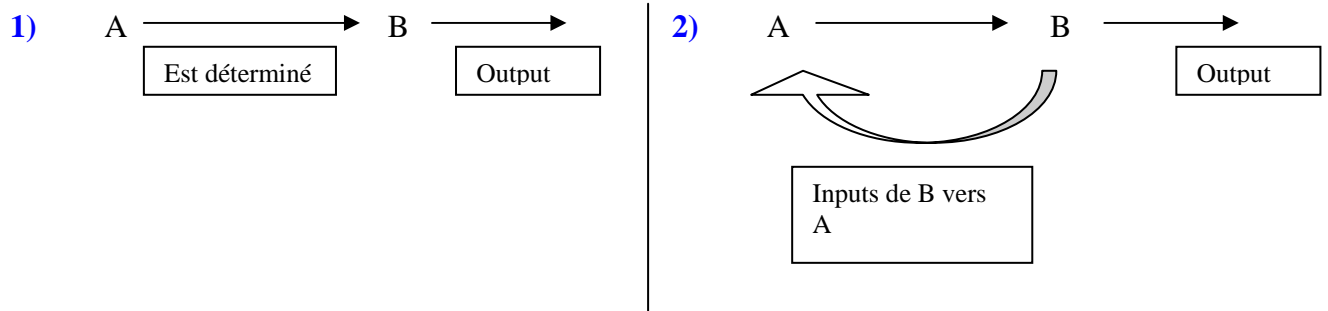 1) A B
Est déterminé Output
2) A B
Output
Inputs de B vers
A